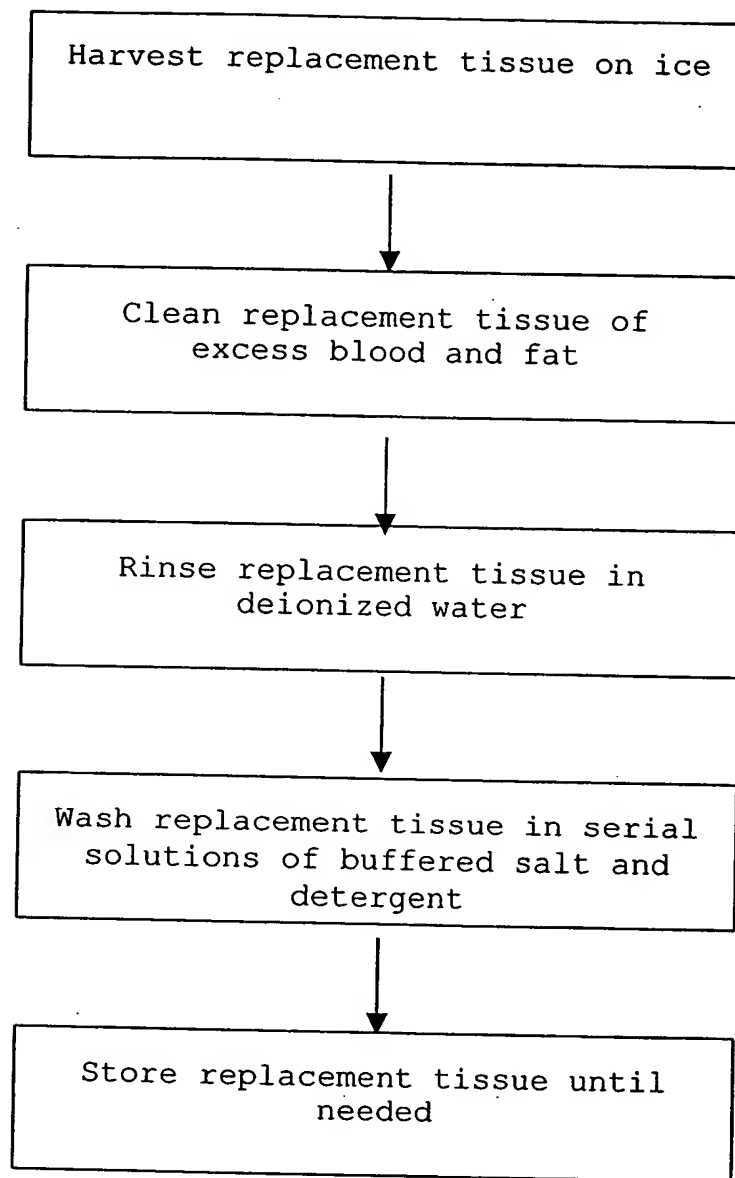 Harvest replacement tissue on ice
Clean replacement tissue of
excess blood and fat
Rinse replacement tissue in
deionized water
Wash replacement tissue in serial
solutions of buffered salt and
detergent
Store replacement tissue until
needed